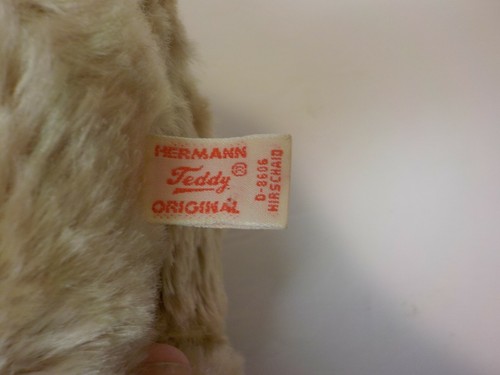 HERMANN
Teddy ®
ORIGINAL
D-8606
HIRSCHAID